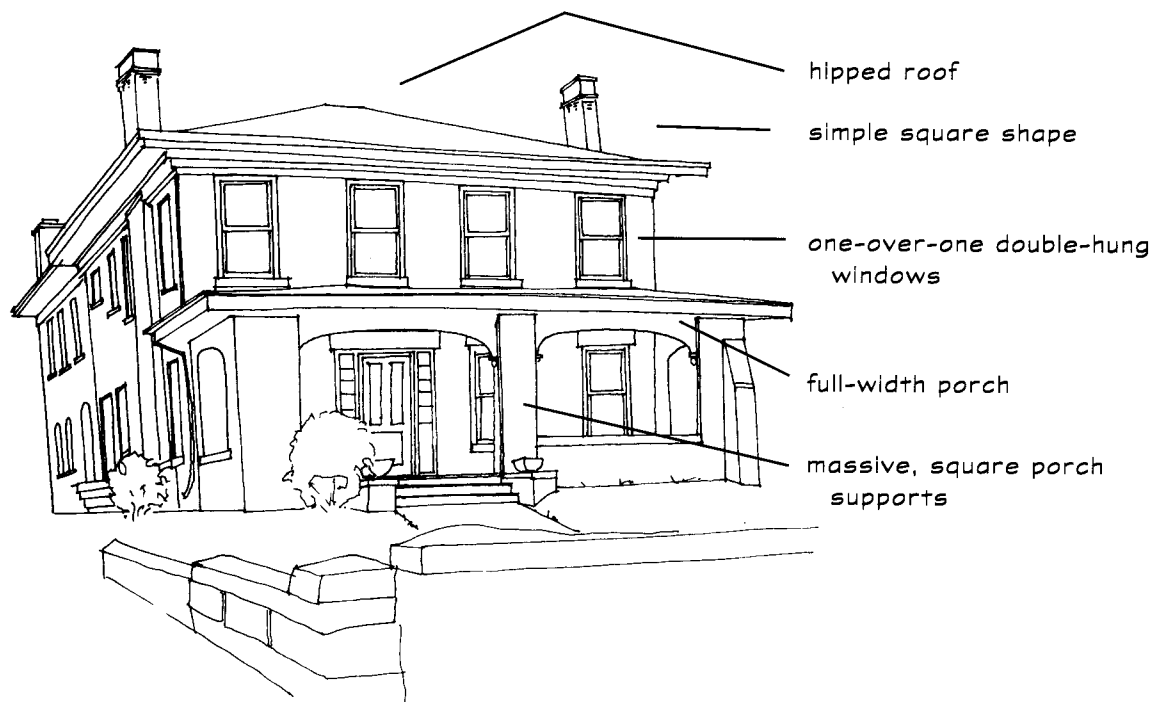 hipped roof
simple square shape
one-over-one double-hung
windows
full-width porch
massive, square porch
supports